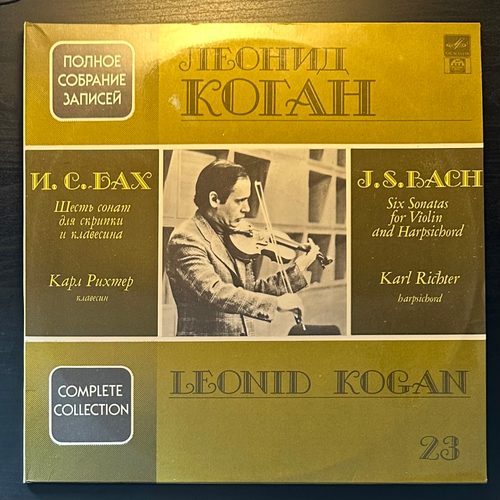 ПОЛНОЕ
СОБРАНИЕ
ЗАПИСЕЙ
ЛЕОНИД
КОГАН
И. С. БАХ
Шесть сонат
для скрипки
и клавесина
Карл Рихтер
клавесин
J. S. BACH
Six Sonatas
for Violin
and Harpsichord
Karl Richter
harpsichord
COMPLETE
COLLECTION
LEONID KOGAN
23